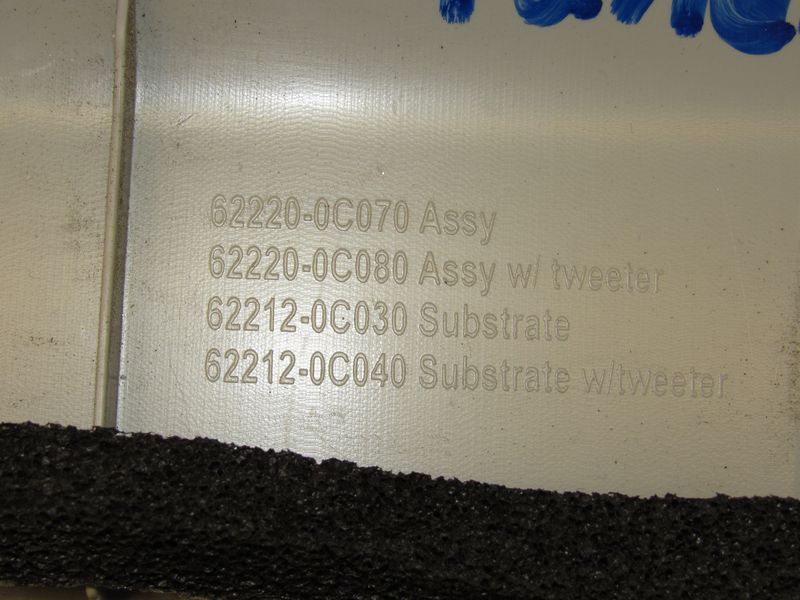 62220-0C070 Assy
62220-0C080 Assy w/ tweeter
62212-0C030 Substrate
62212-0C040 Substrate w/tweeter